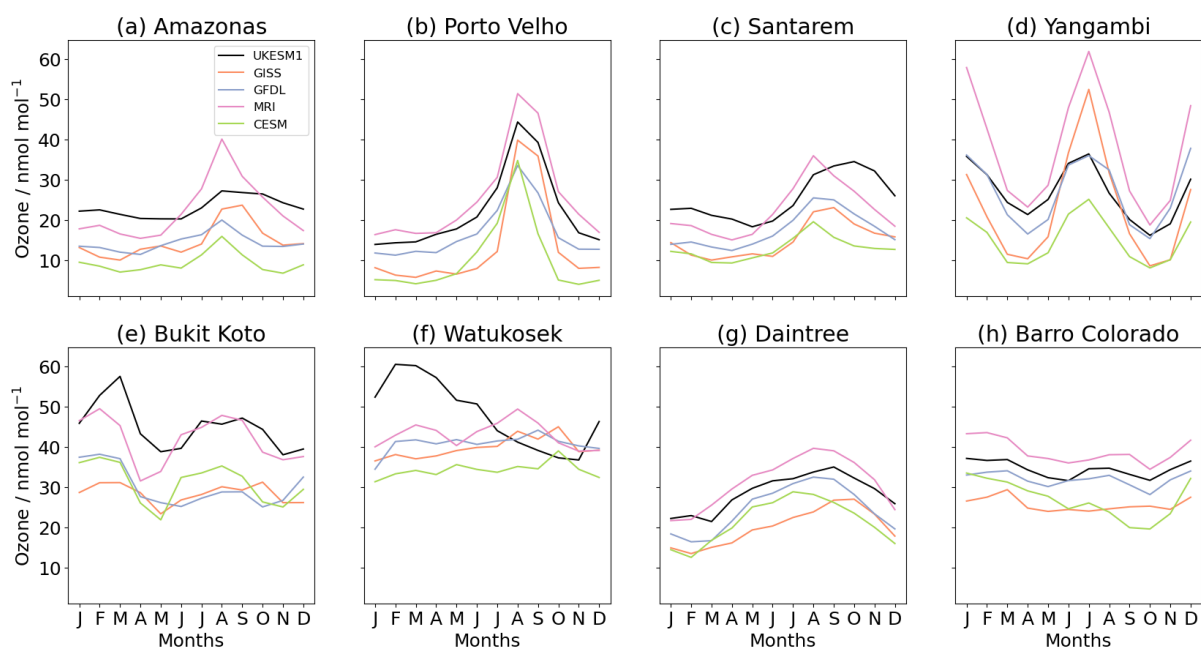 (a) Amazonas (b) Porto Velho (c) Santarem (d) Yangambi
Ozone / nmol mol⁻¹
60
50
40
30
20
10
UKESM1
GISS
GFDL
MRI
CESM
(e) Bukit Koto (f) Watukosek (g) Daintree (h) Barro Colorado
Ozone / nmol mol⁻¹
60
50
40
30
20
10
J F M A M J J A S O N D J F M A M J J A S O N D J F M A M J J A S O N D J F M A M J J A S O N D
Months Months Months Months